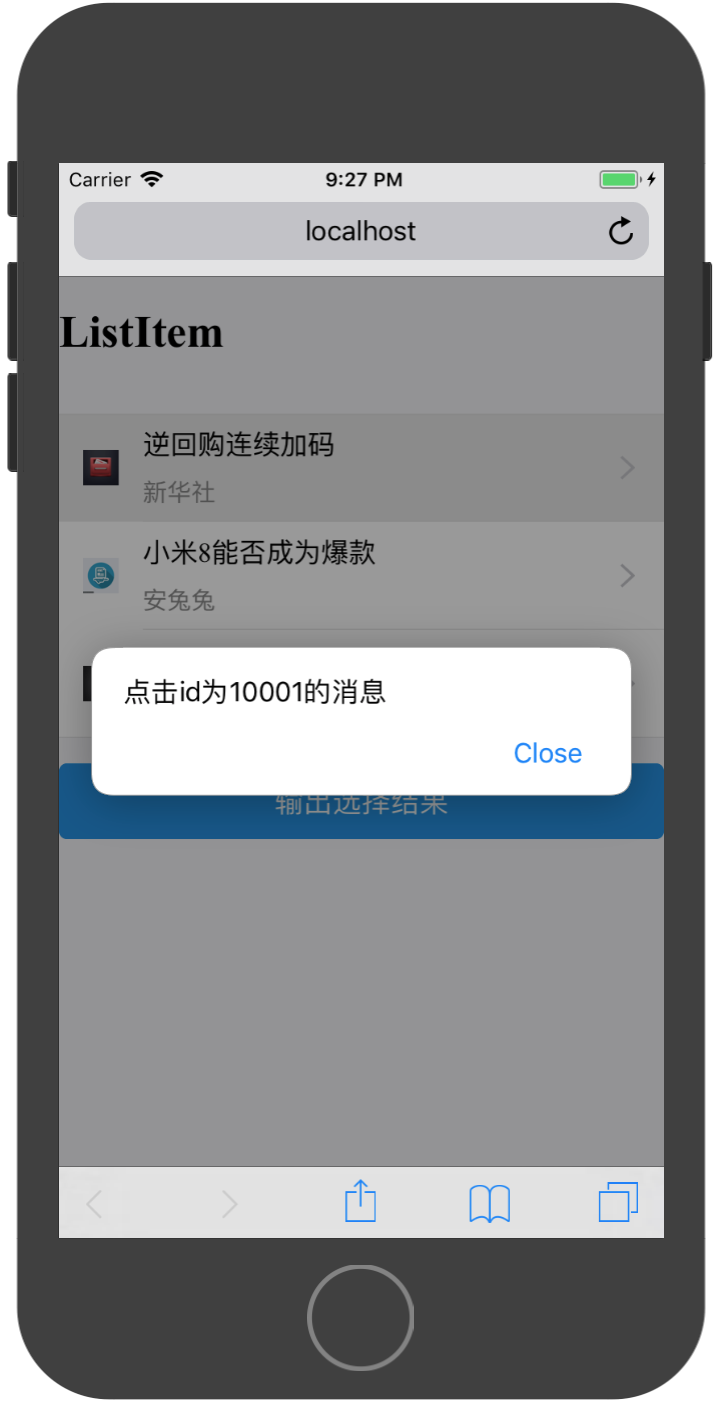 Carrier 9:27 PM
localhost
ListItem
逆回购连续加码
新华社
小米8能否成为爆款
安兔兔
点击id为10001的消息
Close
输出选择结果